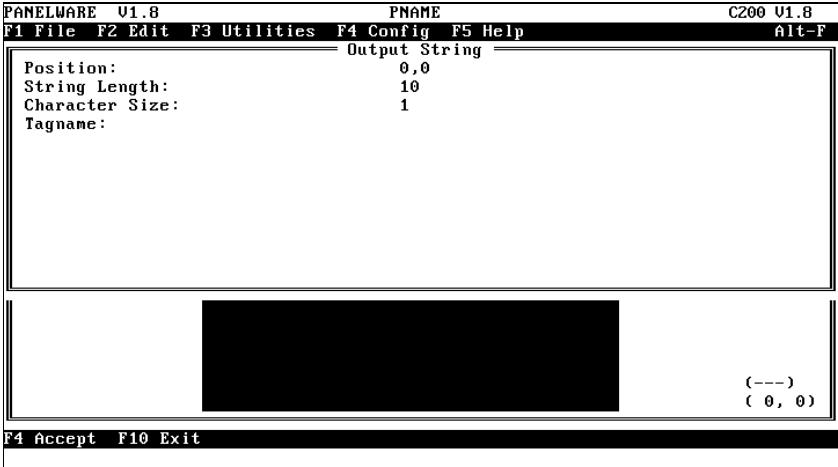 PANELWARE V1.8 PNAME C200 V1.8
F1 File F2 Edit F3 Utilities F4 Config F5 Help Alt-F
Output String
Position: 0,0
String Length: 10
Character Size: 1
Tagname:
(---)
( 0, 0)
F4 Accept F10 Exit